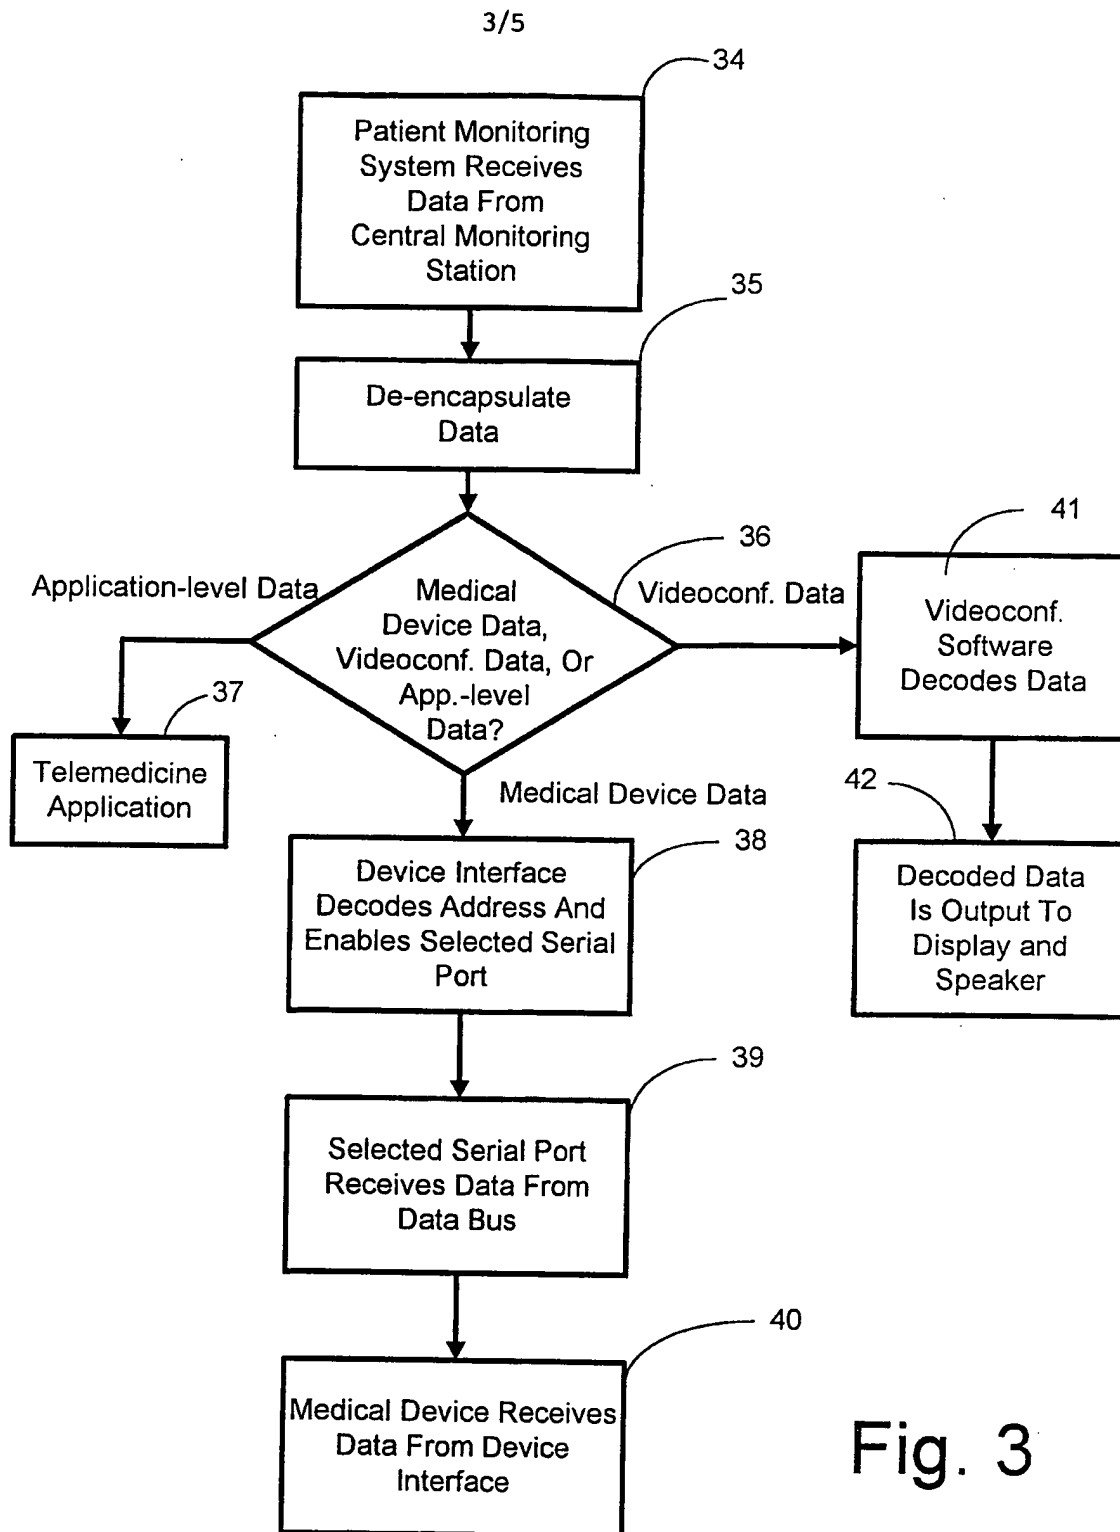 3/5
34
Patient Monitoring
System Receives
Data From
Central Monitoring
Station
35
De-encapsulate
Data
36
Application-level Data
Medical
Device Data,
Videoconf. Data, Or
App.-level
Data?
Videoconf. Data
41
Videoconf.
Software
Decodes Data
37
Telemedicine
Application
Medical Device Data
42
Decoded Data
Is Output To
Display and
Speaker
38
Device Interface
Decodes Address And
Enables Selected Serial
Port
39
Selected Serial Port
Receives Data From
Data Bus
40
Medical Device Receives
Data From Device
Interface
Fig. 3